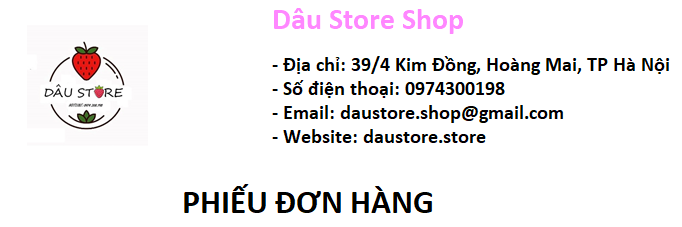 Dâu Store Shop
- Địa chỉ: 39/4 Kim Đồng, Hoàng Mai, TP Hà Nội
- Số điện thoại: 0974300198
- Email: daustore.shop@gmail.com
- Website: daustore.store
DÂU STORE
PHIẾU ĐƠN HÀNG